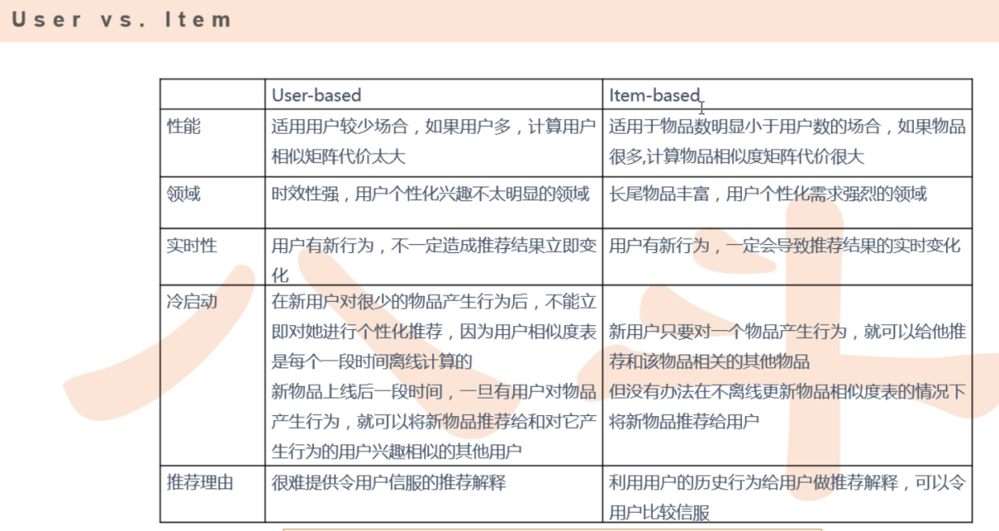 User vs. Item
User-based
Item-based
性能
适用用户较少场合，如果用户多，计算用户
相似矩阵代价太大
适用于物品数明显小于用户数的场合，如果物品
很多,计算物品相似度矩阵代价很大
领域
时效性强，用户个性化兴趣不太明显的领域
长尾物品丰富，用户个性化需求强烈的领域
实时性
用户有新行为，不一定造成推荐结果立即变
化
用户有新行为，一定会导致推荐结果的实时变化
冷启动
在新用户对很少的物品产生行为后，不能立
即对她进行个性化推荐，因为用户相似度表
是每个一段时间离线计算的
新物品上线后一段时间，一旦有用户对物品
产生行为，就可以将新物品推荐给和对它产
生行为的用户兴趣相似的其他用户
新用户只要对一个物品产生行为，就可以给他推
荐和该物品相关的其他物品
但没有办法在不离线更新物品相似度表的情况下
将新物品推荐给用户
推荐理由
很难提供令用户信服的推荐解释
利用用户的历史行为给用户做推荐解释，可以令
用户比较信服
八斗